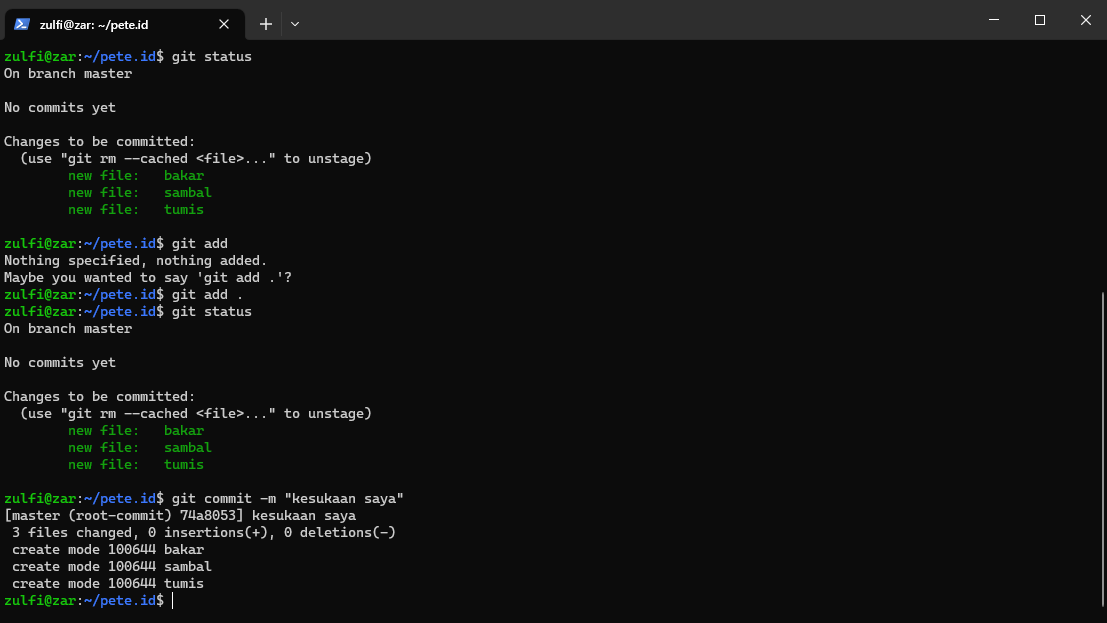 zulfi@zar: ~/pete.id
zulfi@zar:~/pete.id$ git status
On branch master

No commits yet

Changes to be committed:
  (use "git rm --cached <file>..." to unstage)
        new file:   bakar
        new file:   sambal
        new file:   tumis

zulfi@zar:~/pete.id$ git add
Nothing specified, nothing added.
Maybe you wanted to say 'git add .'?
zulfi@zar:~/pete.id$ git add .
zulfi@zar:~/pete.id$ git status
On branch master

No commits yet

Changes to be committed:
  (use "git rm --cached <file>..." to unstage)
        new file:   bakar
        new file:   sambal
        new file:   tumis

zulfi@zar:~/pete.id$ git commit -m "kesukaan saya"
[master (root-commit) 74a8053] kesukaan saya
 3 files changed, 0 insertions(+), 0 deletions(-)
 create mode 100644 bakar
 create mode 100644 sambal
 create mode 100644 tumis
zulfi@zar:~/pete.id$